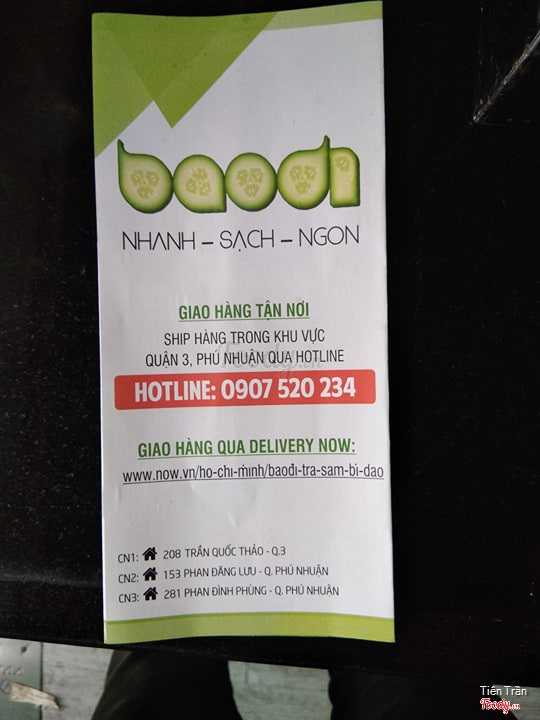 baodi
NHANH – SẠCH – NGON
GIAO HÀNG TẬN NƠI
SHIP HÀNG TRONG KHU VỰC
QUẬN 3, PHÚ NHUẬN QUA HOTLINE
Foody.vn
HOTLINE: 0907 520 234
GIAO HÀNG QUA DELIVERY NOW:
www.now.vn/ho-chi-minh/baodi-tra-sam-bi-dao
CN1: 208 TRẦN QUỐC THẢO - Q.3
CN2: 153 PHAN ĐĂNG LƯU - Q. PHÚ NHUẬN
CN3: 281 PHAN ĐÌNH PHÙNG - Q. PHÚ NHUẬN
Tiên Trần
Foody.vn